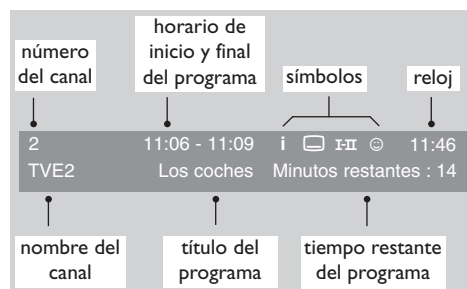 número
del canal
horario de
inicio y final
del programa
símbolos
reloj
2 11:06 - 11:09 i I-II 11:46
TVE2 Los coches Minutos restantes : 14
nombre del
canal
título del
programa
tiempo restante
del programa